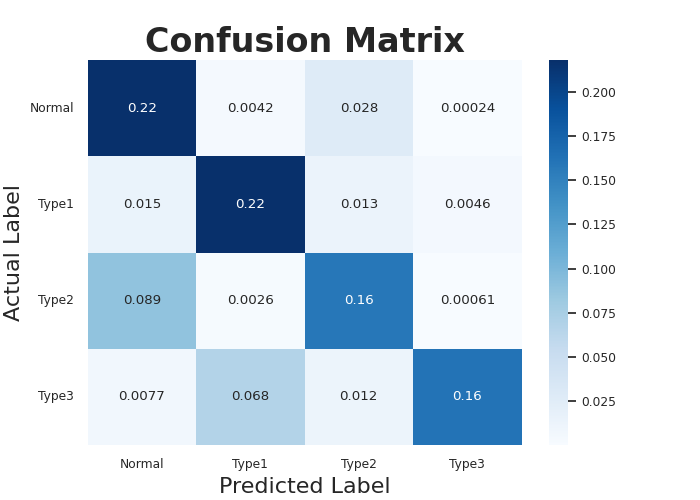 Confusion Matrix
Normal 0.22 0.0042 0.028 0.00024
Type1 0.015 0.22 0.013 0.0046
Type2 0.089 0.0026 0.16 0.00061
Type3 0.0077 0.068 0.012 0.16
Normal Type1 Type2 Type3
Predicted Label
Actual Label
0.200
0.175
0.150
0.125
0.100
0.075
0.050
0.025